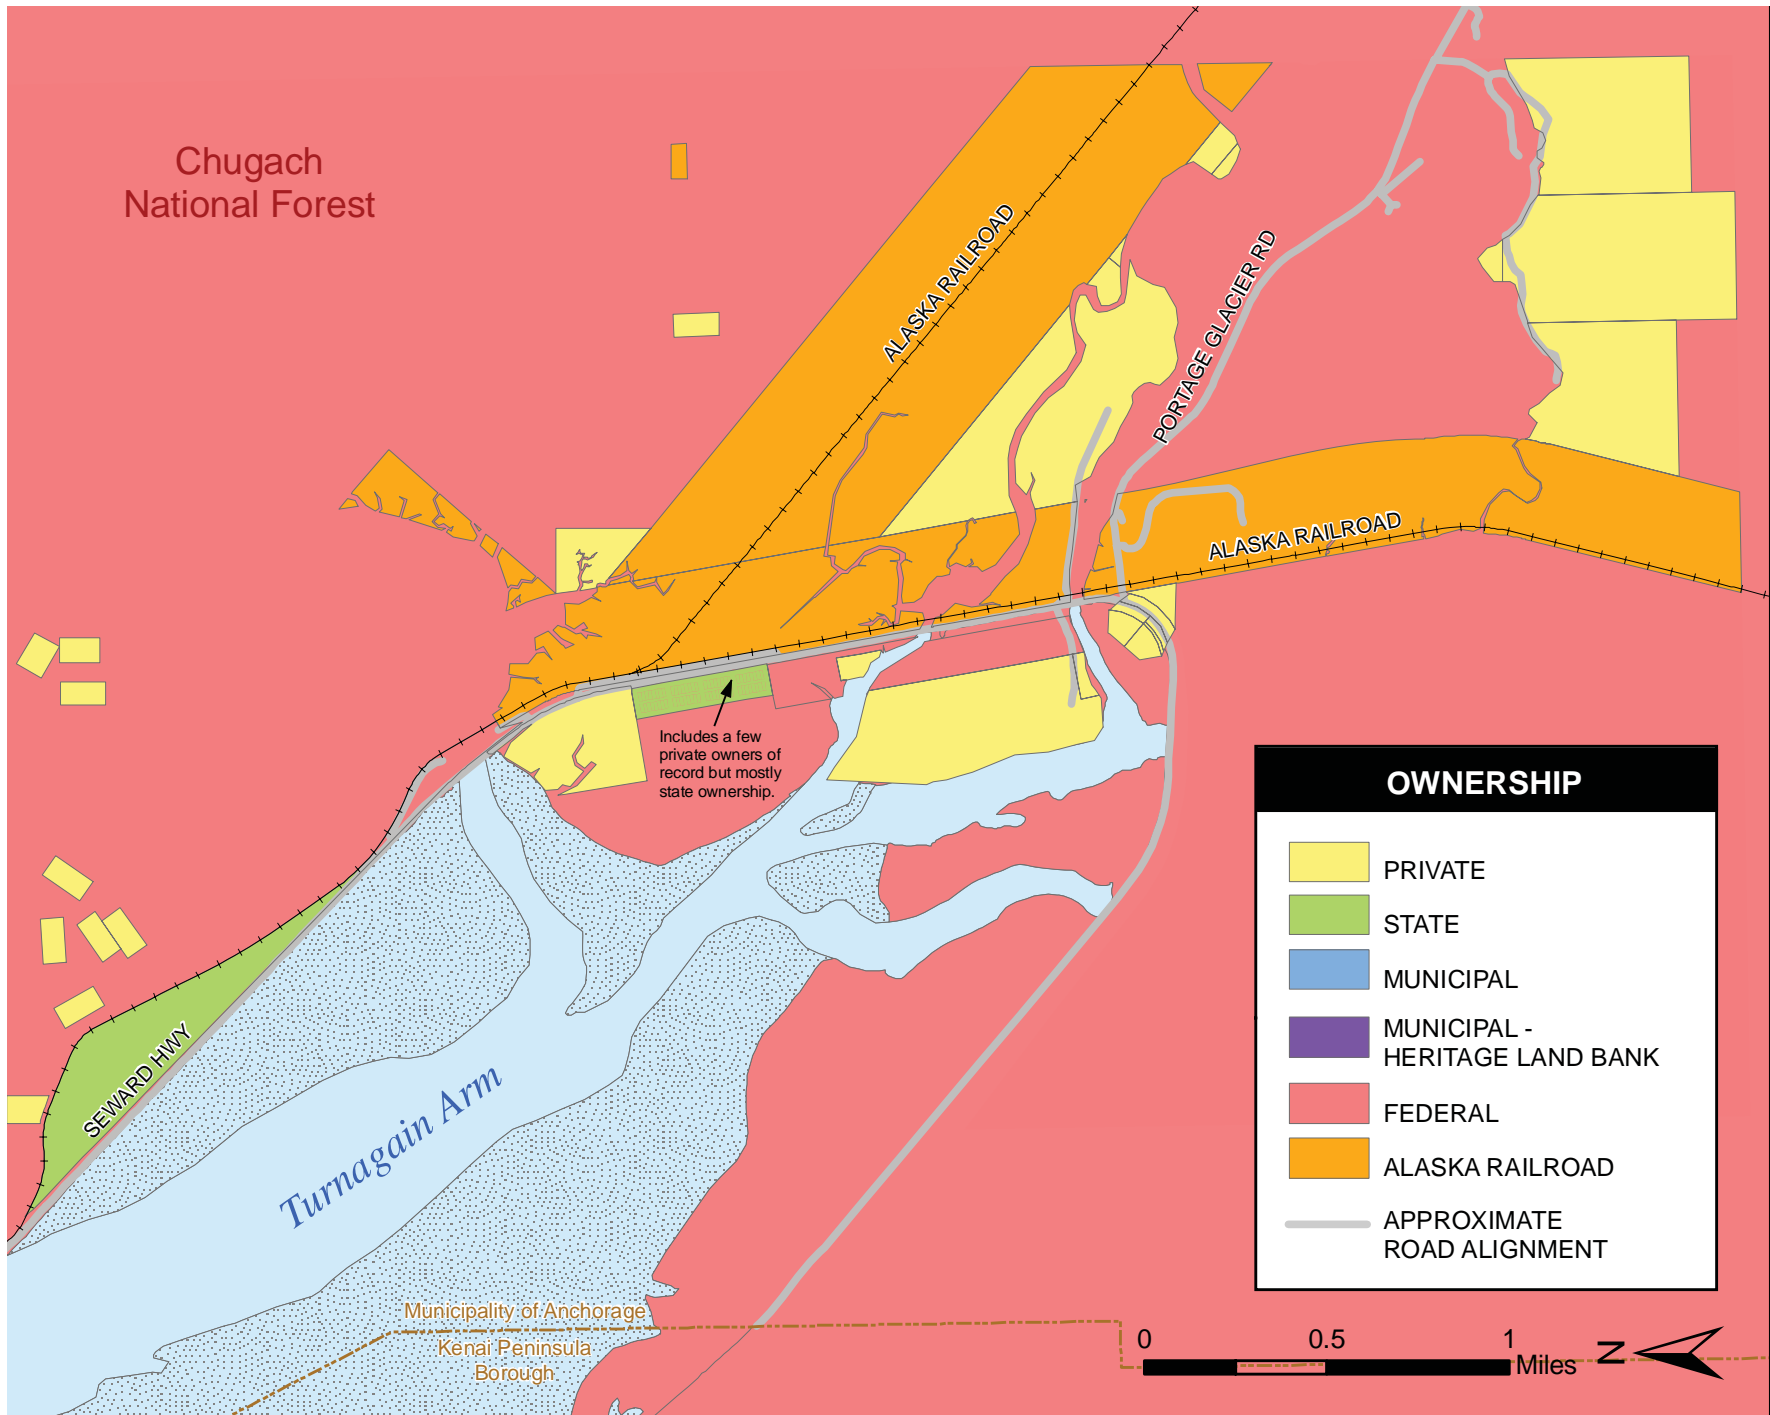 Chugach
National Forest
ALASKA RAILROAD
PORTAGE GLACIER RD
ALASKA RAILROAD
Includes a few
private owners of
record but mostly
state ownership.
SEWARD HWY
Turnagain Arm
Municipality of Anchorage
Kenai Peninsula
Borough
OWNERSHIP
PRIVATE
STATE
MUNICIPAL
MUNICIPAL -
HERITAGE LAND BANK
FEDERAL
ALASKA RAILROAD
APPROXIMATE
ROAD ALIGNMENT
0 0.5 1
Miles
N